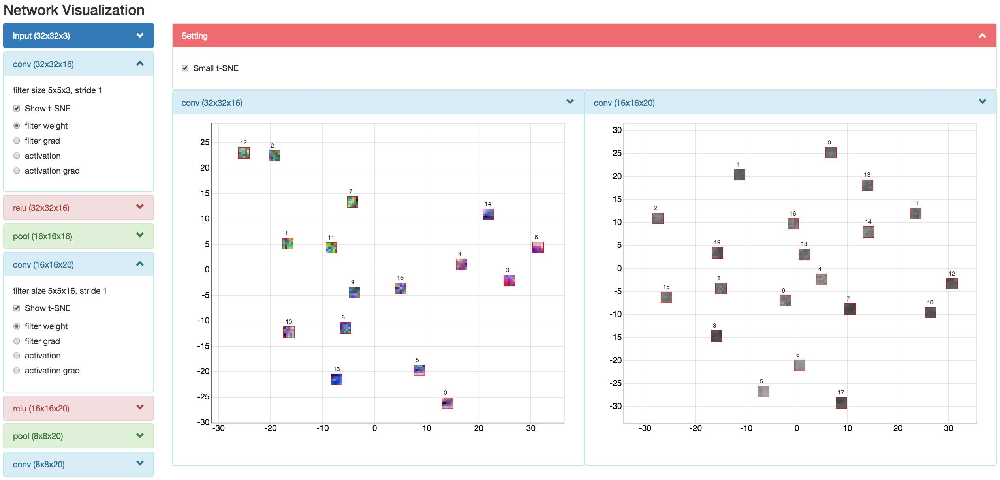 Network Visualization
input (32x32x3)
conv (32x32x16)
filter size 5x5x3, stride 1
Show t-SNE
filter weight
filter grad
activation
activation grad
relu (32x32x16)
pool (16x16x16)
conv (16x16x20)
filter size 5x5x16, stride 1
Show t-SNE
filter weight
filter grad
activation
activation grad
relu (16x16x20)
pool (8x8x20)
conv (8x8x20)
Setting
Small t-SNE
conv (32x32x16)
25
20
15
10
5
0
-5
-10
-15
-20
-25
-30
12
2
7
14
1
11
6
4
3
15
9
8
10
5
13
0
-30 -20 -10 0 10 20 30
conv (16x16x20)
30
25
20
15
10
5
0
-5
-10
-15
-20
-25
-30
0
1
13
11
2
16
14
19
18
4
12
8
15
9
7
10
3
6
5
17
-30 -20 -10 0 10 20 30